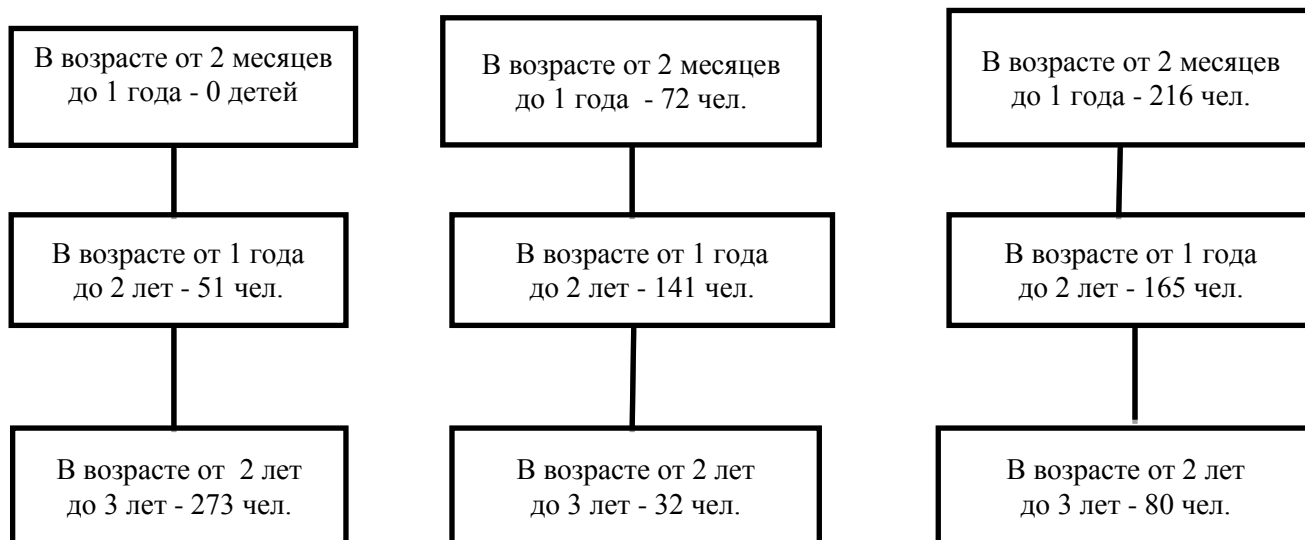 В возрасте от 2 месяцев
до 1 года - 0 детей
В возрасте от 2 месяцев
до 1 года - 72 чел.
В возрасте от 2 месяцев
до 1 года - 216 чел.
В возрасте от 1 года
до 2 лет - 51 чел.
В возрасте от 1 года
до 2 лет - 141 чел.
В возрасте от 1 года
до 2 лет - 165 чел.
В возрасте от 2 лет
до 3 лет - 273 чел.
В возрасте от 2 лет
до 3 лет - 32 чел.
В возрасте от 2 лет
до 3 лет - 80 чел.